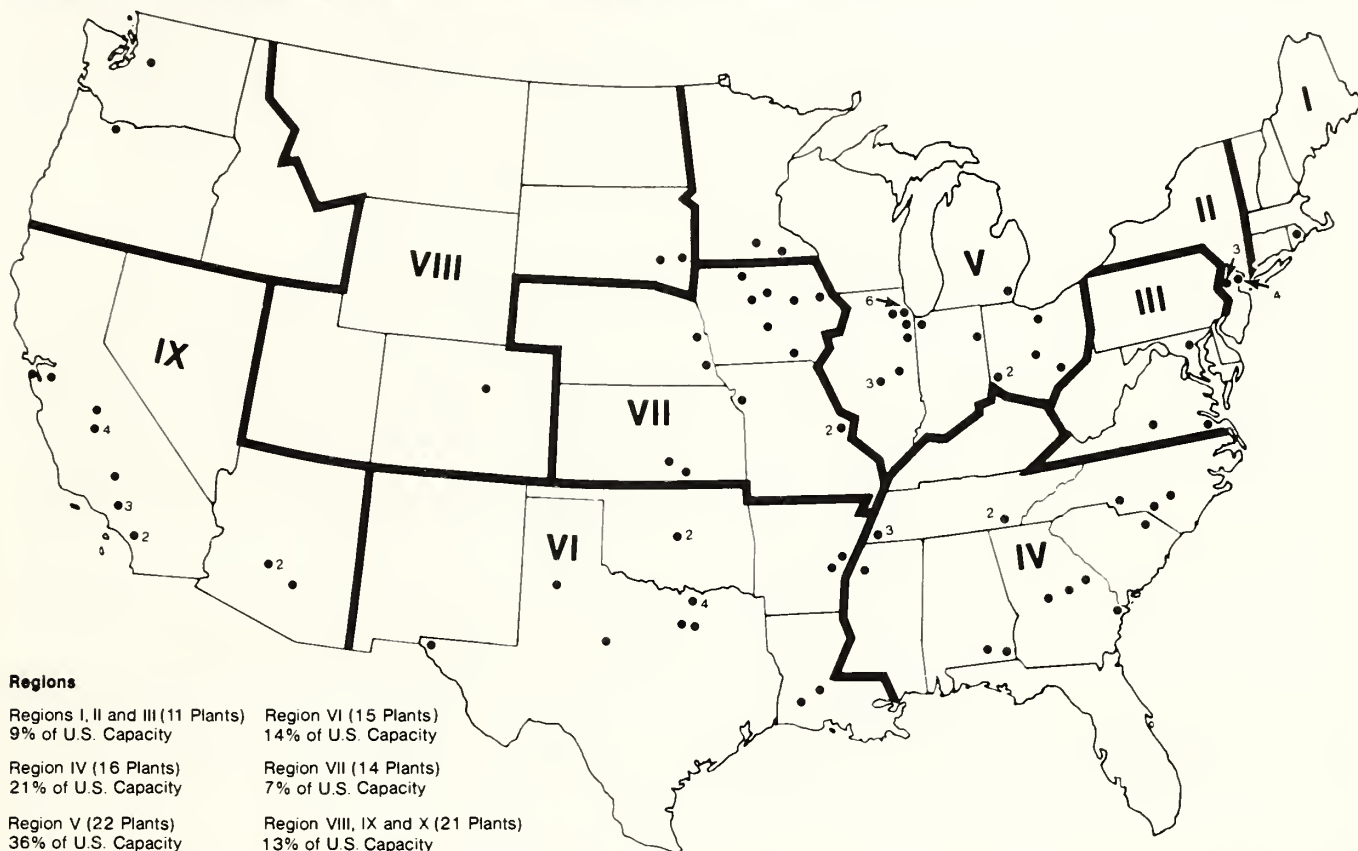 I
II
3
V
III
4
VIII
6
IX
2
3
VII
2
4
3
2
2
VI
2
3
2
IV
4
Regions
Regions I, II and III (11 Plants)
9% of U.S. Capacity
Region VI (15 Plants)
14% of U.S. Capacity
Region IV (16 Plants)
21% of U.S. Capacity
Region VII (14 Plants)
7% of U.S. Capacity
Region V (22 Plants)
36% of U.S. Capacity
Region VIII, IX and X (21 Plants)
13% of U.S. Capacity